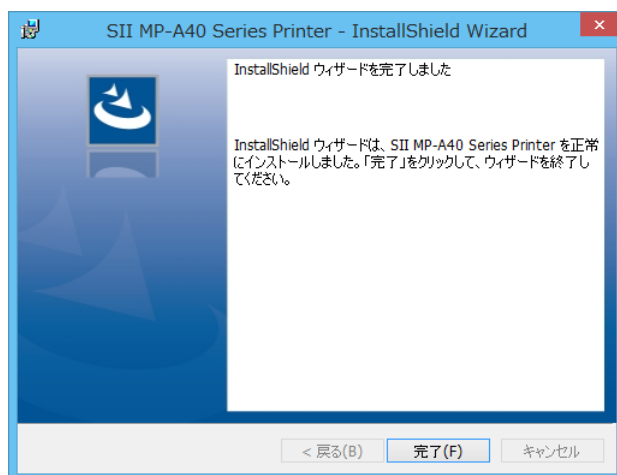 SII MP-A40 Series Printer - InstallShield Wizard
InstallShield ウィザードを完了しました
InstallShield ウィザードは、SII MP-A40 Series Printer を正常
にインストールしました。「完了」をクリックして、ウィザードを終了し
てください。
< 戻る(B)
完了(F)
キャンセル